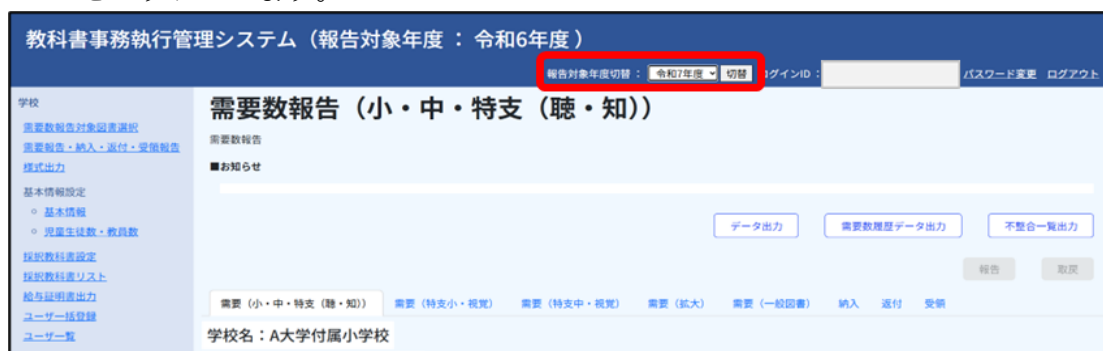 教科書事務執行管理システム（報告対象年度 ： 令和6年度 ）
報告対象年度切替 ： 令和7年度 切替 ログインID ： パスワード変更 ログアウト
学校
需要数報告対象図書選択
需要報告・納入・返付・受領報告
様式出力
基本情報設定
基本情報
児童生徒数・教員数
採択教科書設定
採択教科書リスト
給与証明書出力
ユーザー括登録
ユーザ一覧
需要数報告（小・中・特支（聴・知））
需要数報告
■お知らせ
データ出力 需要数履歴データ出力 不整合一覧出力
報告 取戻
需要（小・中・特支（聴・知）） 需要（特支小・視覚） 需要（特支中・視覚） 需要（拡大） 需要（一般図書） 納入 返付 受領
学校名：A大学付属小学校